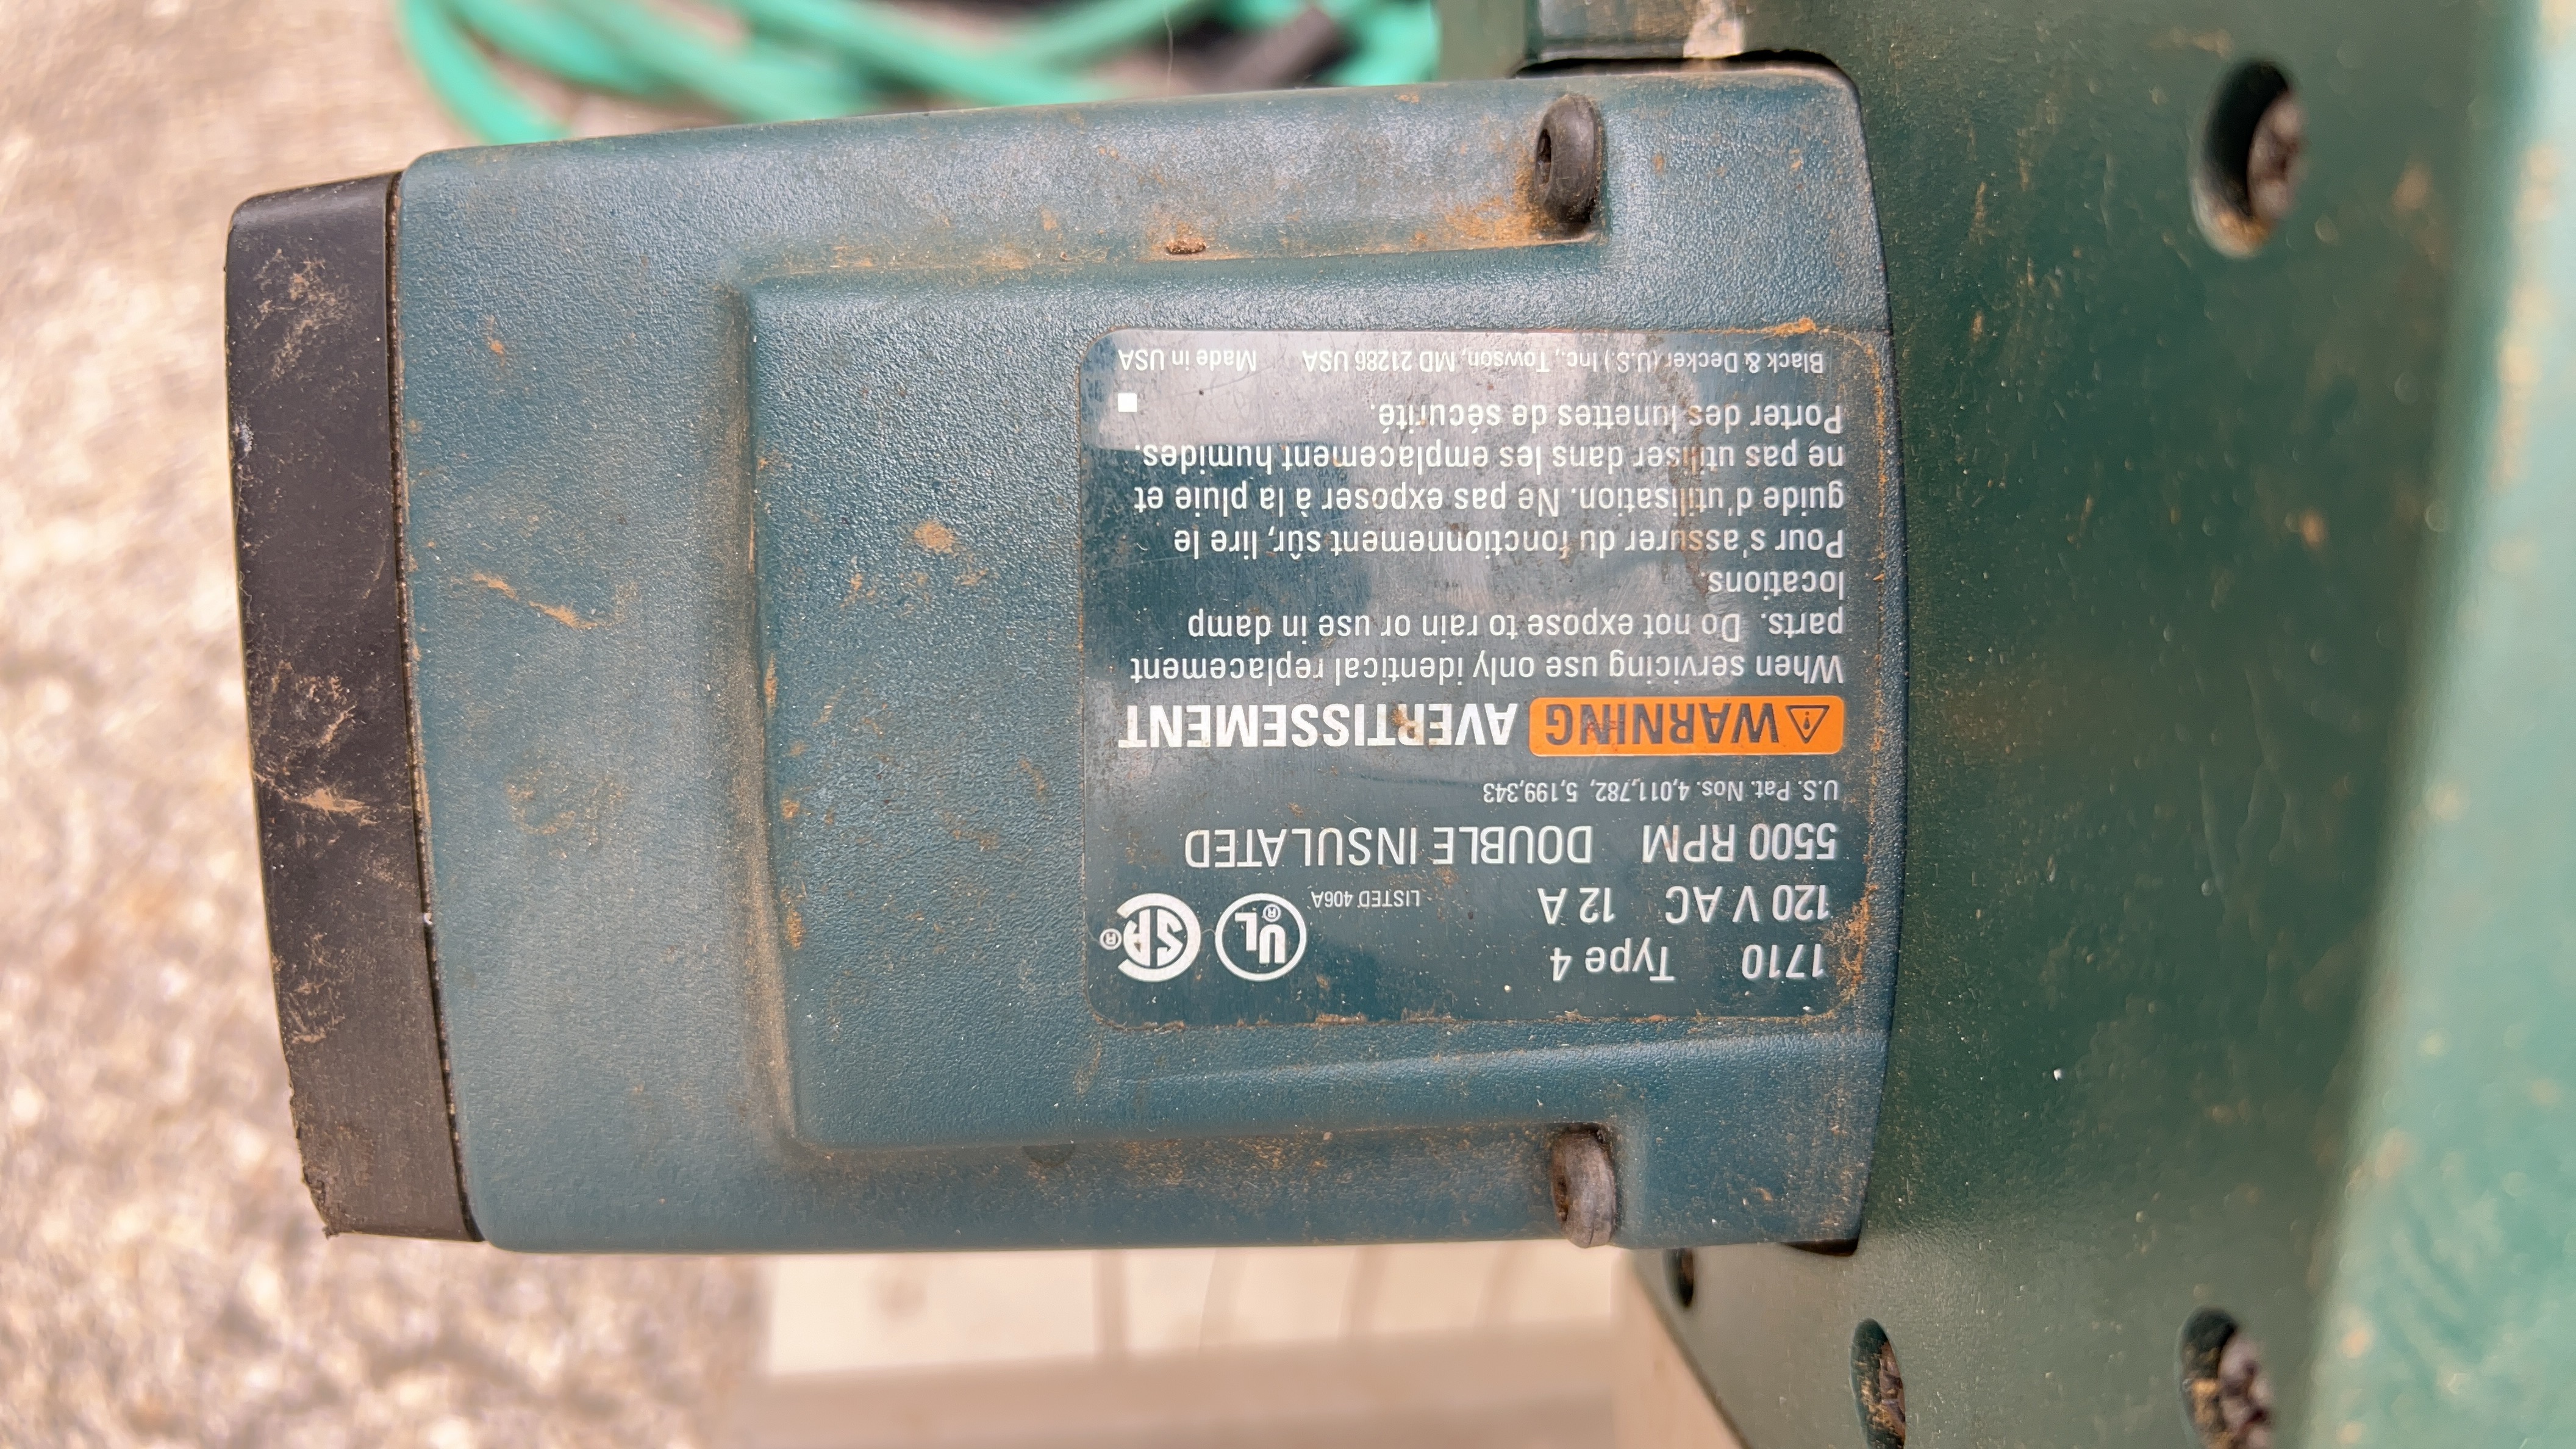 1710 Type 4
120 V AC 12 A LISTED 406A UL® SA®
5500 RPM DOUBLE INSULATED
U.S. Pat. Nos. 4,011,782, 5,199,343
WARNING AVERTISSEMENT
When servicing use only identical replacement
parts. Do not expose to rain or use in damp
locations.
Pour s'assurer du fonctionnement sûr, lire le
guide d'utilisation. Ne pas exposer à la pluie et
ne pas utiliser dans les emplacement humides.
Porter des lunettes de sécurité.
Black & Decker (U.S.) Inc., Towson, MD 21286 USA Made in USA